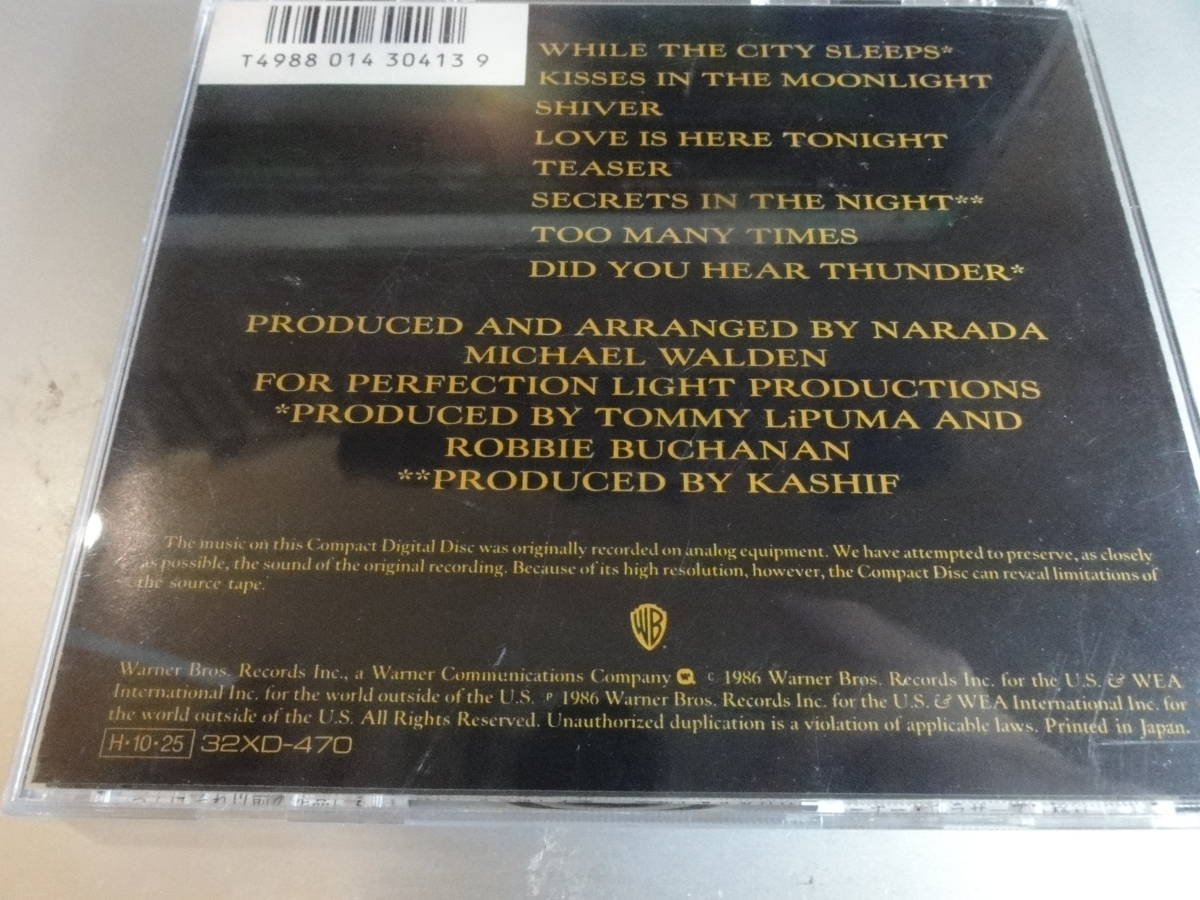 T4988 014 30413 9
WHILE THE CITY SLEEPS*
KISSES IN THE MOONLIGHT
SHIVER
LOVE IS HERE TONIGHT
TEASER
SECRETS IN THE NIGHT**
TOO MANY TIMES
DID YOU HEAR THUNDER*
PRODUCED AND ARRANGED BY NARADA
MICHAEL WALDEN
FOR PERFECTION LIGHT PRODUCTIONS
*PRODUCED BY TOMMY LiPUMA AND
ROBBIE BUCHANAN
**PRODUCED BY KASHIF
The music on this Compact Digital Disc was originally recorded on analog equipment. We have attempted to preserve, as closely
as possible, the sound of the original recording. Because of its high resolution, however, the Compact Disc can reveal limitations of
the source tape.
WB
Warner Bros. Records Inc., a Warner Communications Company C 1986 Warner Bros. Records Inc. for the U.S. & WEA
International Inc. for the world outside of the U.S. P 1986 Warner Bros. Records Inc. for the U.S. & WEA International Inc. for
the world outside of the U.S. All Rights Reserved. Unauthorized duplication is a violation of applicable laws. Printed in Japan.
H・10・25 32XD-470